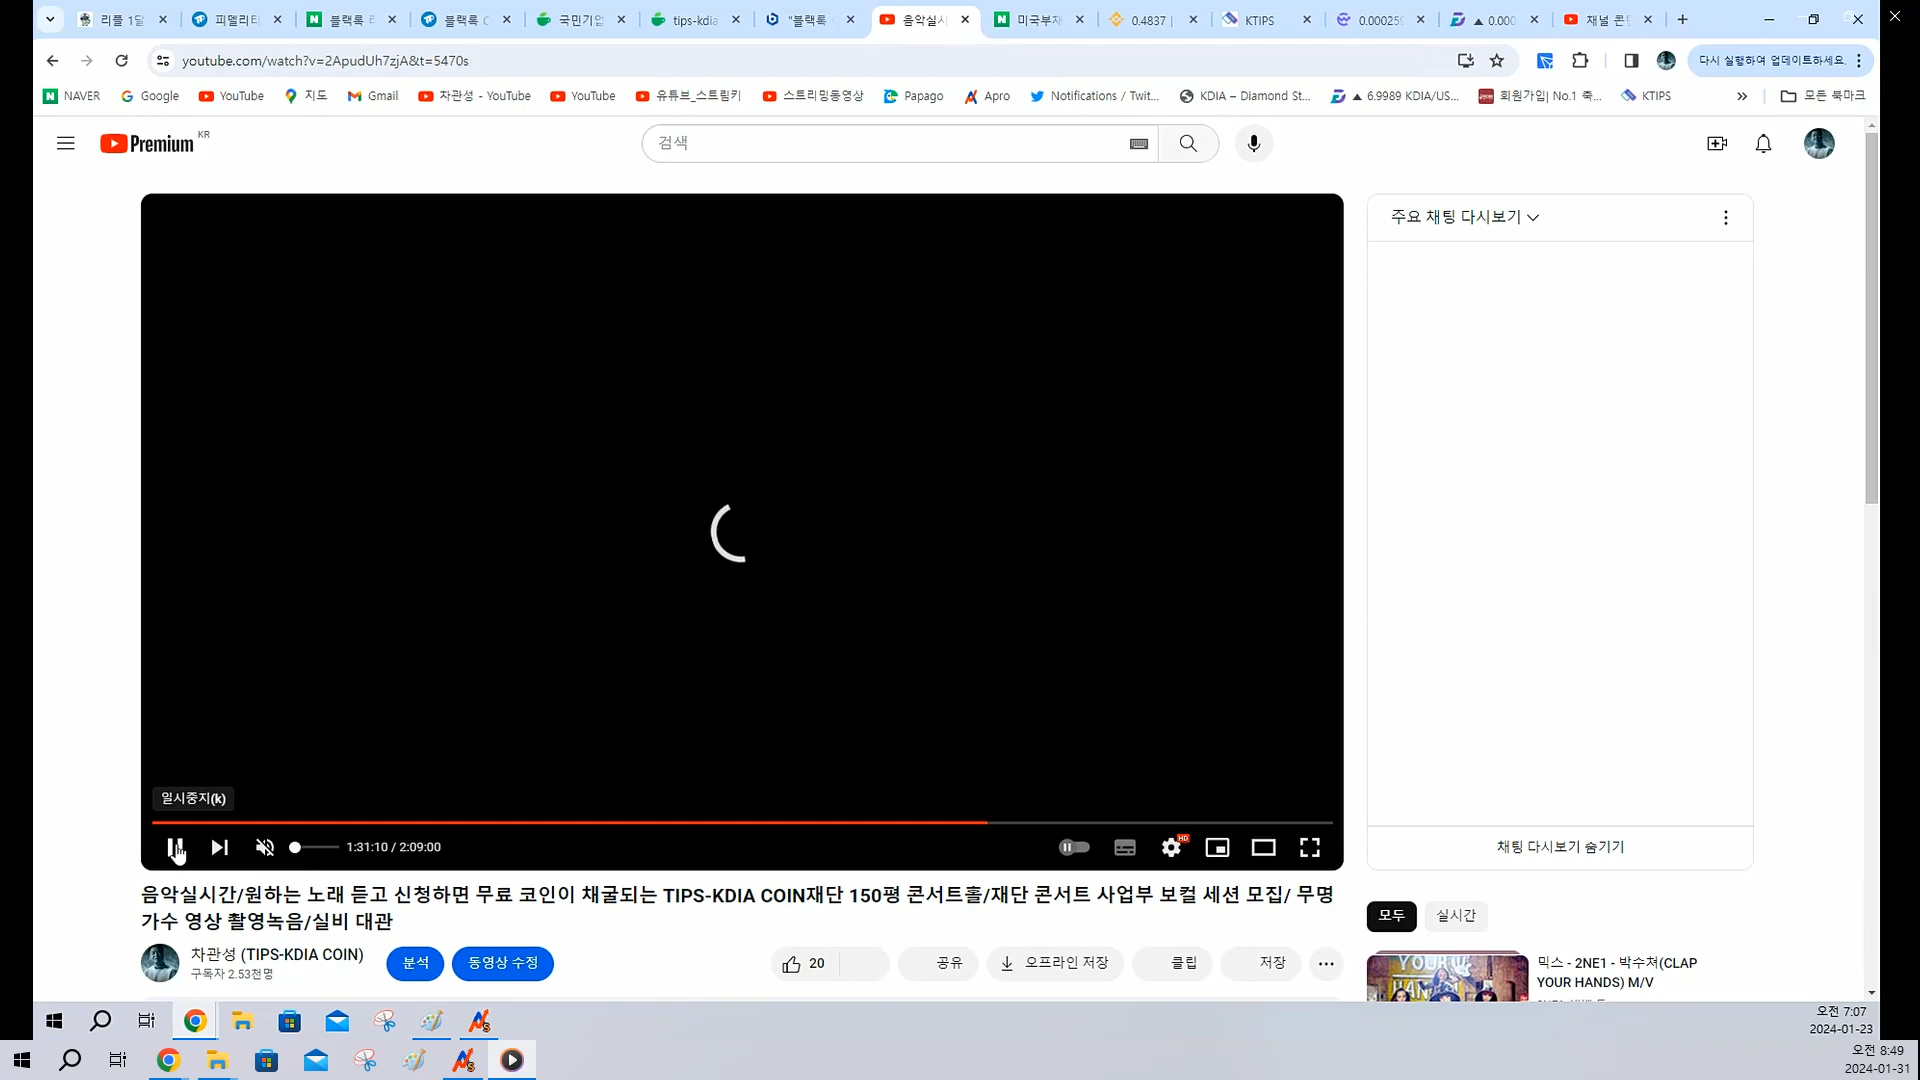 리플 1달
피델리티
블랙록
블랙록
국민기업
tips-kdia
"블랙록
음악실시
미국부채
0.4837
KTIPS
0.00025
▲ 0.000
채널 콘텐
youtube.com/watch?v=2ApudUh7zjA&t=5470s
다시 실행하여 업데이트하세요.
NAVER
Google
YouTube
지도
Gmail
차관성 - YouTube
YouTube
유튜브_스트림키
스트리밍동영상
Papago
Apro
Notifications / Twit...
KDIA – Diamond St...
▲ 6.9989 KDIA/US...
회원가입| No.1 축...
KTIPS
»
모든 북마크
Premium KR
검색
주요 채팅 다시보기
일시중지(k)
1:31:10 / 2:09:00
HD
채팅 다시보기 숨기기
음악실시간/원하는 노래 듣고 신청하면 무료 코인이 채굴되는 TIPS-KDIA COIN재단 150평 콘서트홀/재단 콘서트 사업부 보컬 세션 모집/ 무명
가수 영상 촬영녹음/실비 대관
모두
실시간
차관성 (TIPS-KDIA COIN)
구독자 2.53천명
분석
동영상 수정
20
공유
오프라인 저장
클립
저장
믹스 - 2NE1 - 박수쳐(CLAP
YOUR HANDS) M/V
오전 7:07
2024-01-23
오전 8:49
2024-01-31